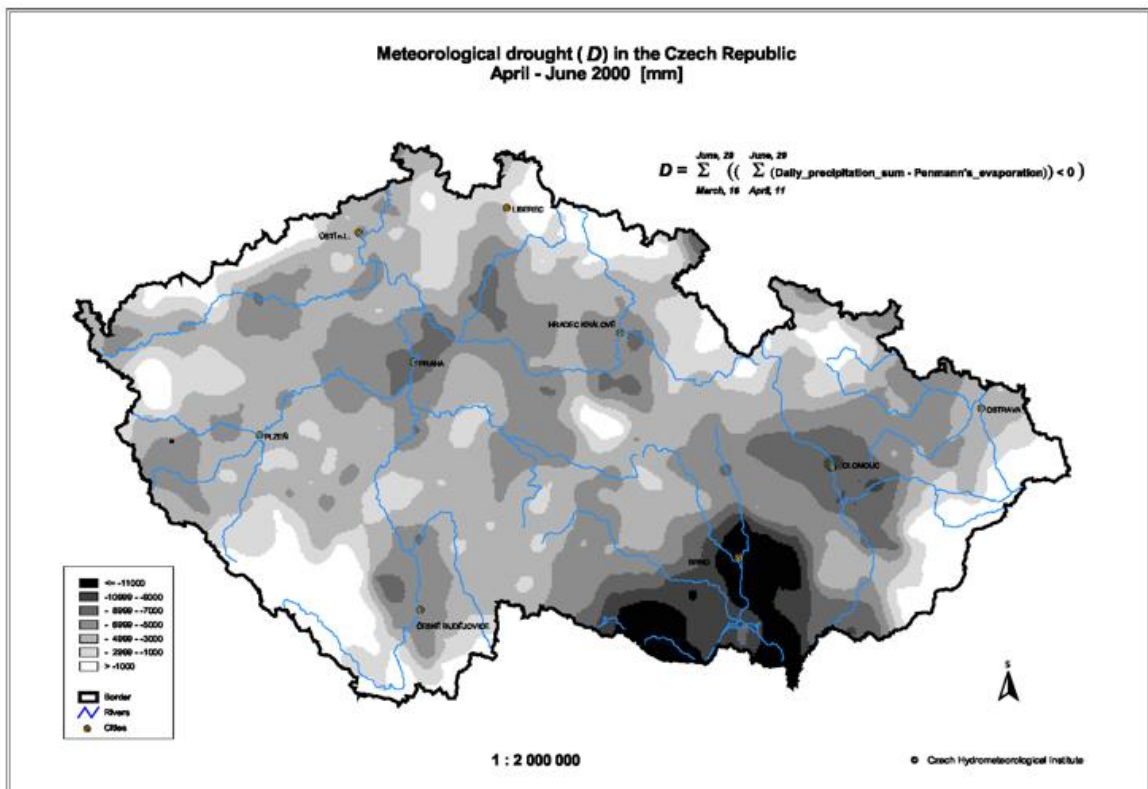 Meteorological drought (D) in the Czech Republic
April - June 2000 [mm]
June, 29 June, 29
D = Σ (( Σ (Daily_precipitation_sum - Penmann's_evaporation)) < 0 )
March, 16 April, 11
LIBEREC
ÚSTÍ n.L.
HRADEC KRÁLOVÉ
PRAHA
OSTRAVA
PLZEŇ
OLOMOUC
BRNO
ČESKÉ BUDĚJOVICE
<= -11000
-10999 - -9000
- 8999 - -7000
- 6999 - -5000
- 4999 - -3000
- 2999 - -1000
> -1000
Border
Rivers
Cities
S
1 : 2 000 000
© Czech Hydrometeorological Institute